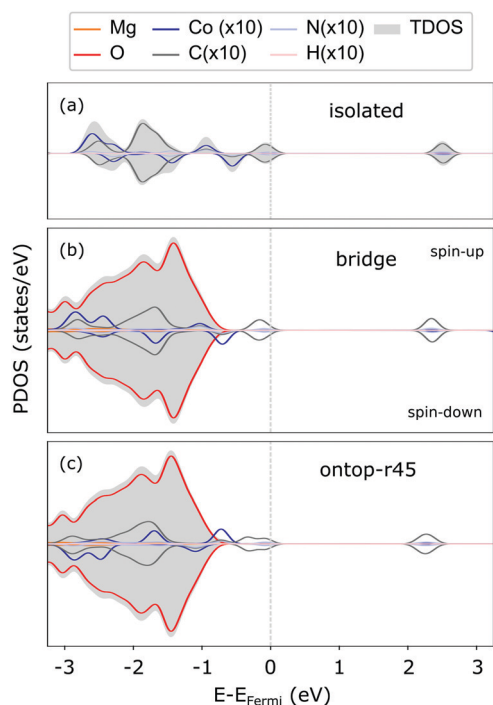 Mg Co (x10) N(x10) TDOS
O C(x10) H(x10)
(a) isolated
(b) bridge spin-up
spin-down
(c) ontop-r45
PDOS (states/eV)
-3 -2 -1 0 1 2 3
E-E_Fermi (eV)